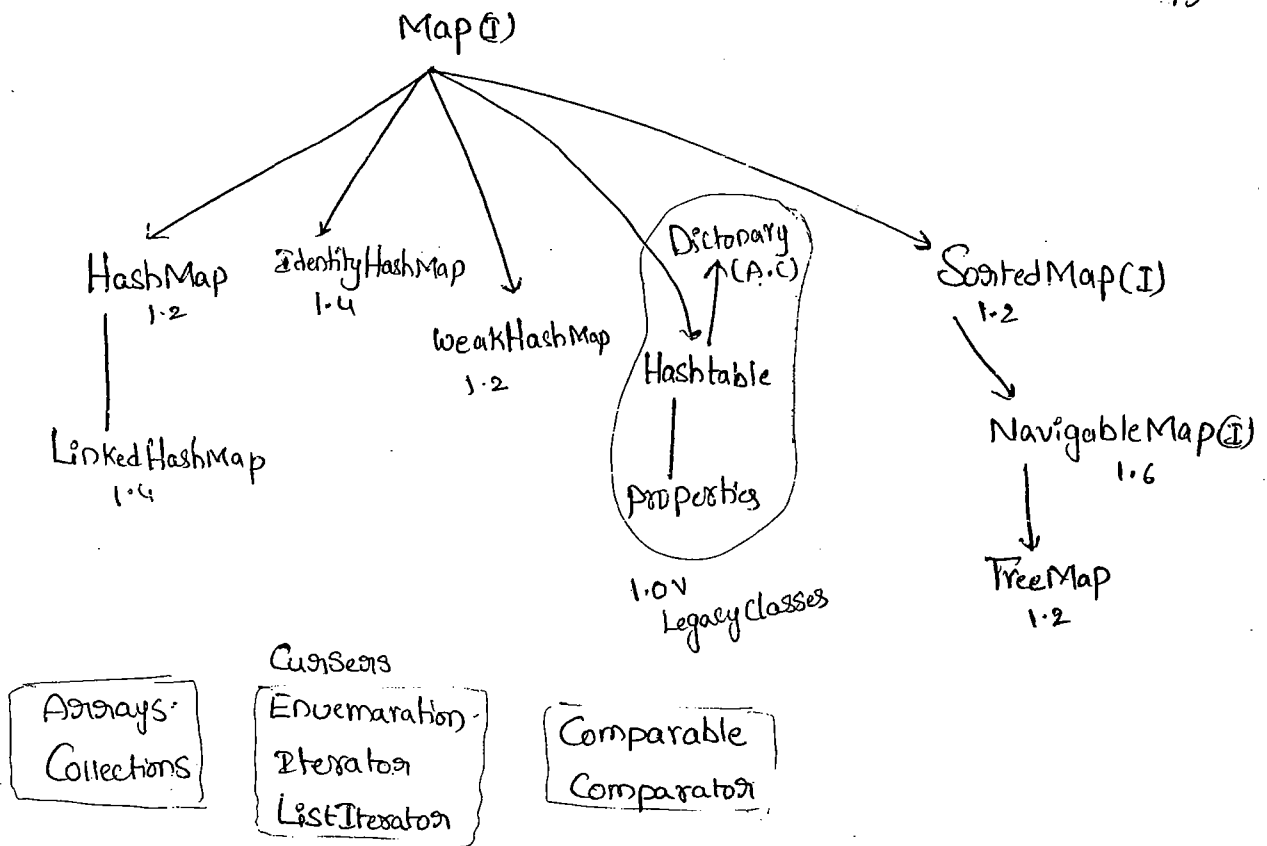 Map (I)
HashMap
1.2
IdentityHashMap
1.4
WeakHashMap
1.2
Dictonary
(A.C)
Hashtable
Properties
1.0V
Legacy Classes
SortedMap (I)
1.2
NavigableMap (I)
1.6
TreeMap
1.2
LinkedHashMap
1.4
Arrays
Collections
Cursers
Enuemaration
Iterator
ListIterator
Comparable
Comparator